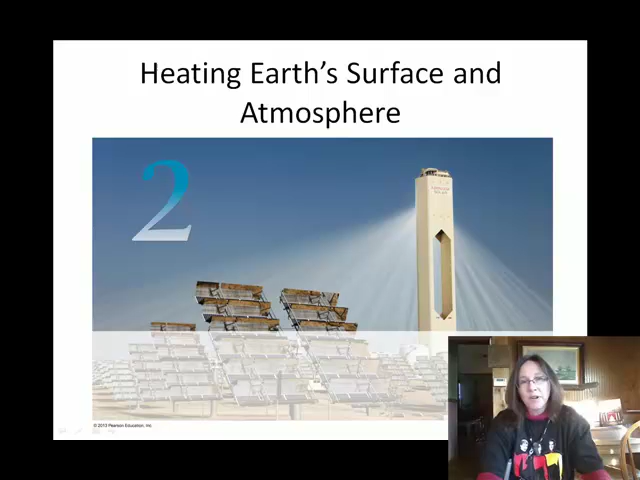 Heating Earth’s Surface and
Atmosphere
2
© 2013 Pearson Education, Inc.